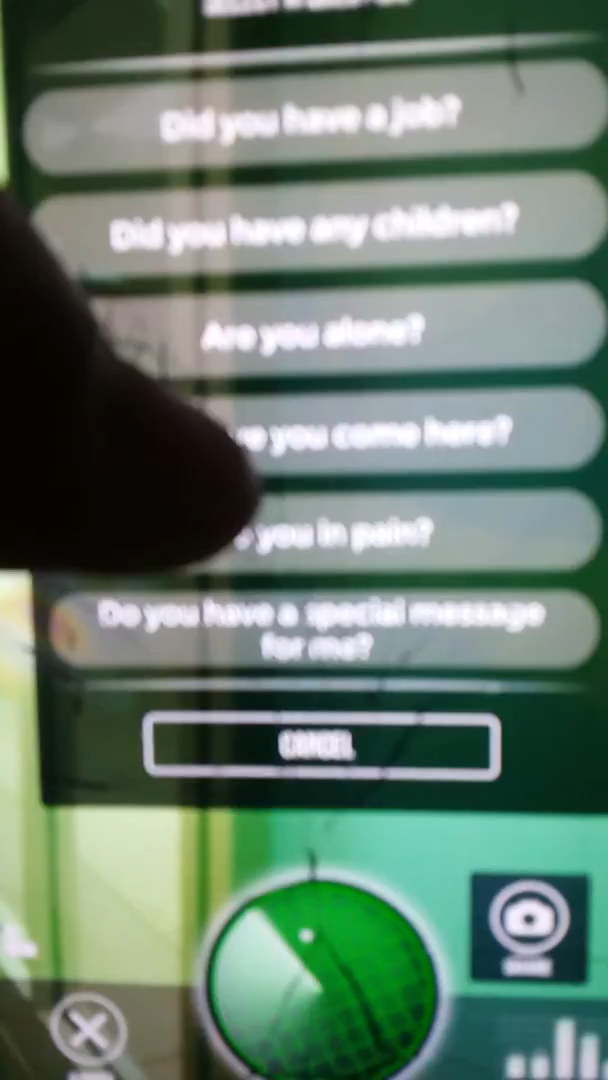 Did you have a job?
Did you have any children?
Are you alone?
you come here?
you in pain?
Do you have a special message
for me?
CANCEL